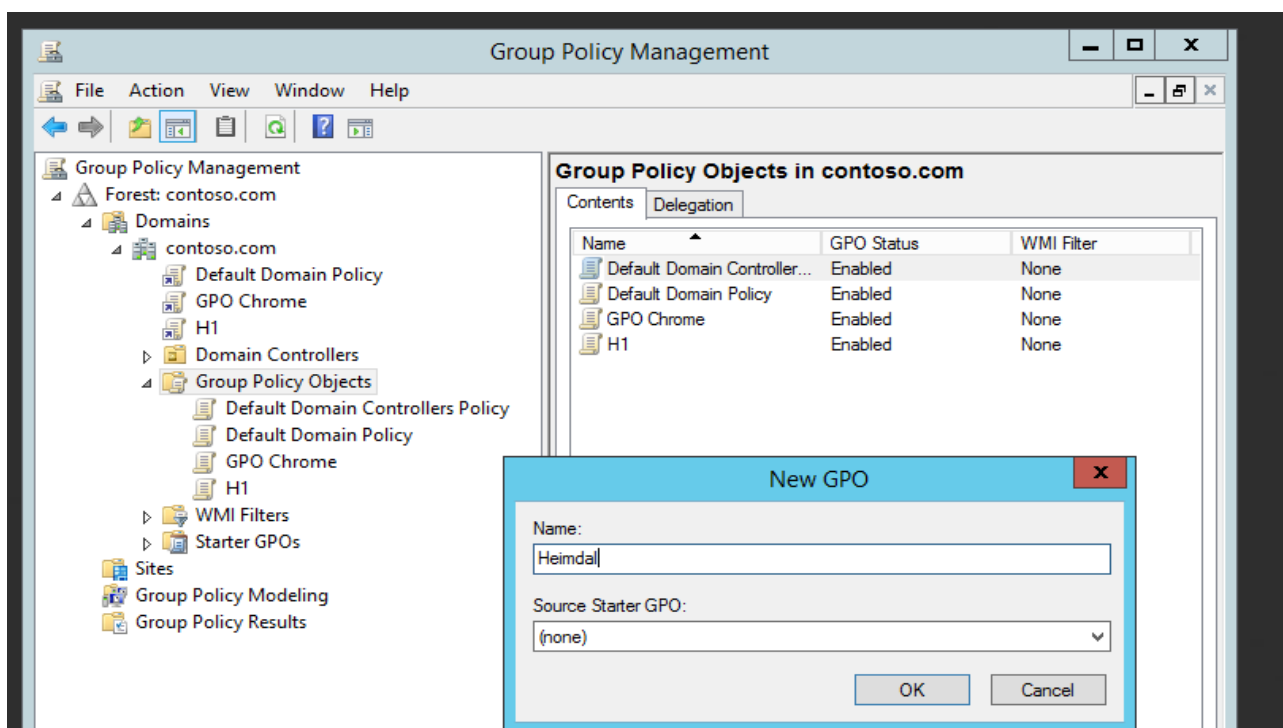 Group Policy Management
File Action View Window Help
Group Policy Management
Forest: contoso.com
Domains
contoso.com
Default Domain Policy
GPO Chrome
H1
Domain Controllers
Group Policy Objects
Default Domain Controllers Policy
Default Domain Policy
GPO Chrome
H1
WMI Filters
Starter GPOs
Sites
Group Policy Modeling
Group Policy Results
Group Policy Objects in contoso.com
Contents Delegation
Name GPO Status WMI Filter
Default Domain Controller... Enabled None
Default Domain Policy Enabled None
GPO Chrome Enabled None
H1 Enabled None
New GPO
Name:
Heimdal
Source Starter GPO:
(none)
OK Cancel